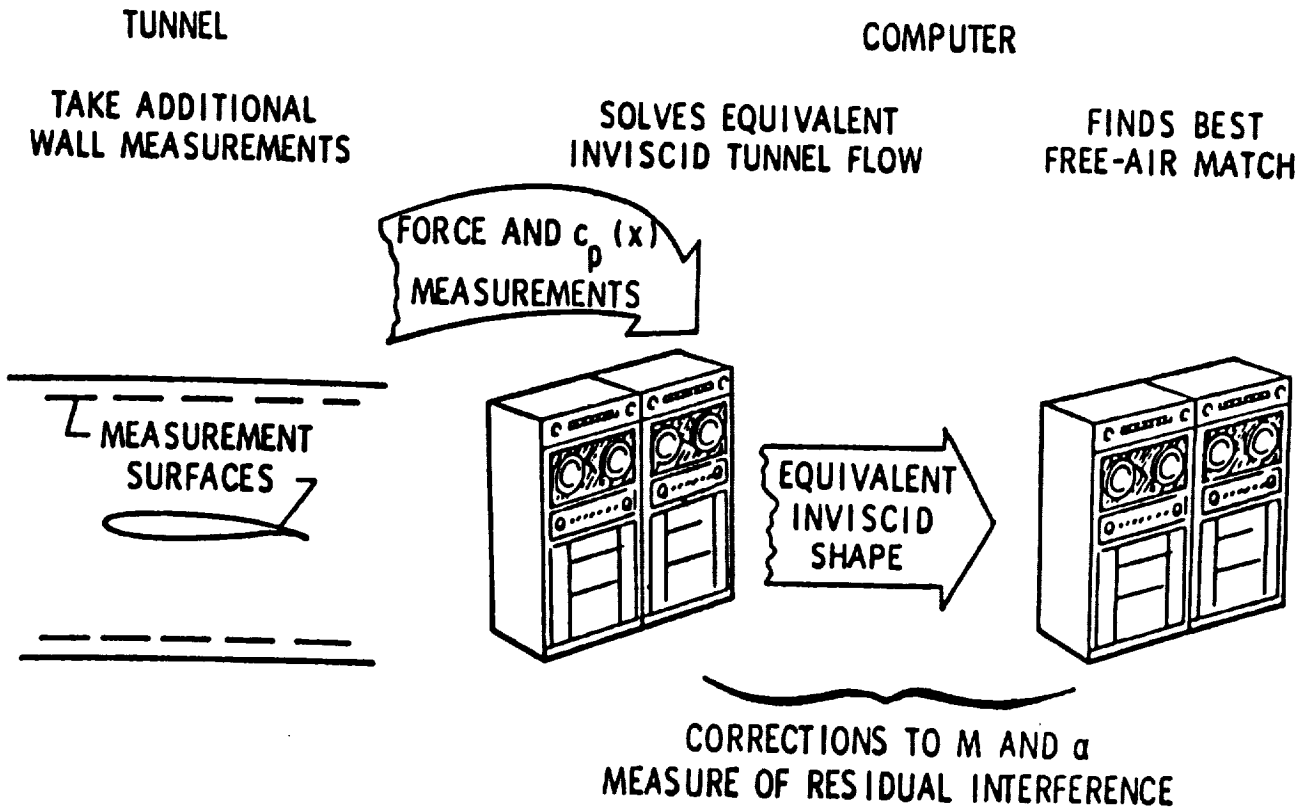 TUNNEL
COMPUTER
TAKE ADDITIONAL
WALL MEASUREMENTS
SOLVES EQUIVALENT
INVISCID TUNNEL FLOW
FINDS BEST
FREE-AIR MATCH
FORCE AND c_p (x)
MEASUREMENTS
MEASUREMENT
SURFACES
EQUIVALENT
INVISCID
SHAPE
CORRECTIONS TO M AND α
MEASURE OF RESIDUAL INTERFERENCE